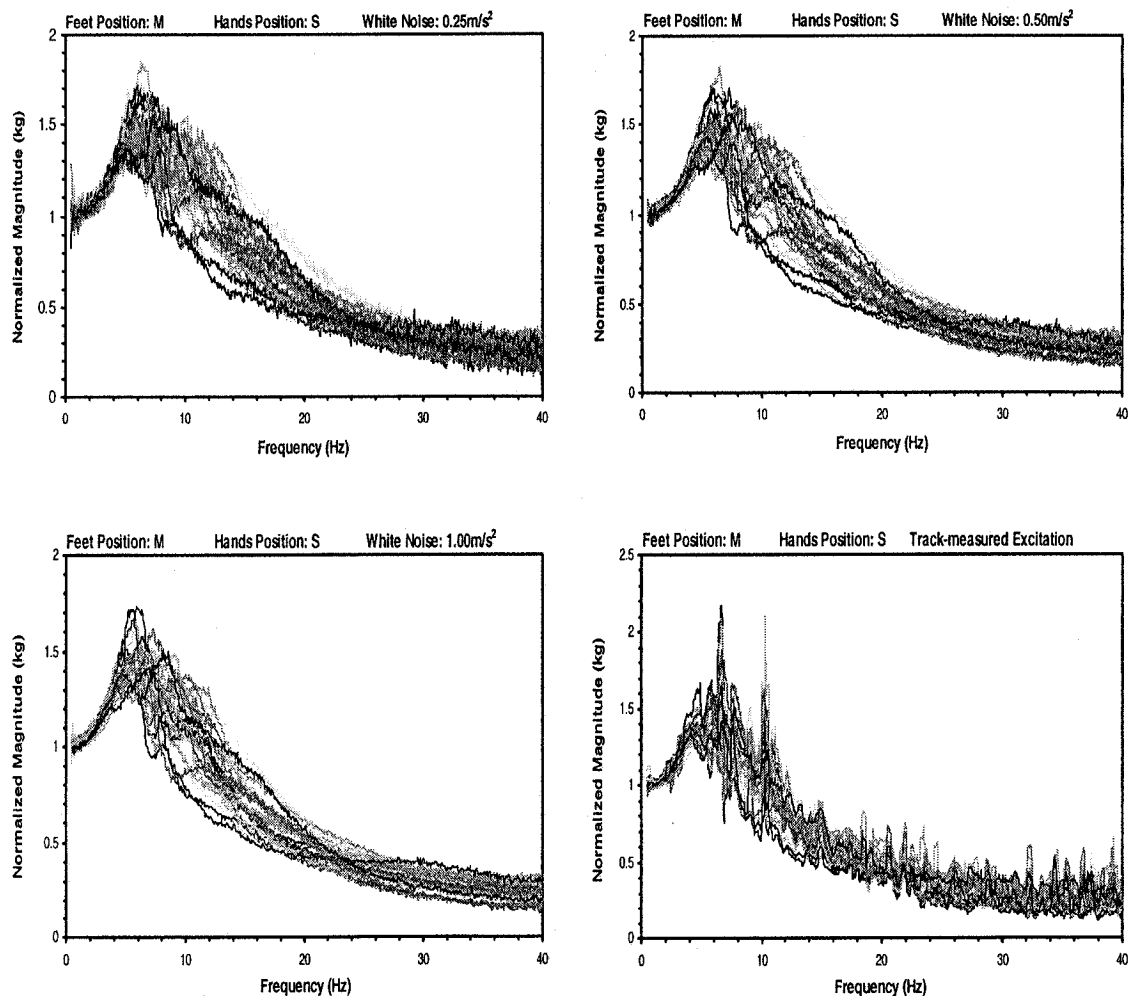 Feet Position: M Hands Position: S White Noise: 0.25m/s²
2
1.5
1
0.5
0
Normalized Magnitude (kg)
0 10 20 30 40
Frequency (Hz)
Feet Position: M Hands Position: S White Noise: 0.50m/s²
2
1.5
1
0.5
0
Normalized Magnitude (kg)
0 10 20 30 40
Frequency (Hz)
Feet Position: M Hands Position: S White Noise: 1.00m/s²
2
1.5
1
0.5
0
Normalized Magnitude (kg)
0 10 20 30 40
Frequency (Hz)
Feet Position: M Hands Position: S Track-measured Excitation
2.5
2
1.5
1
0.5
0
Normalized Magnitude (kg)
0 10 20 30 40
Frequency (Hz)